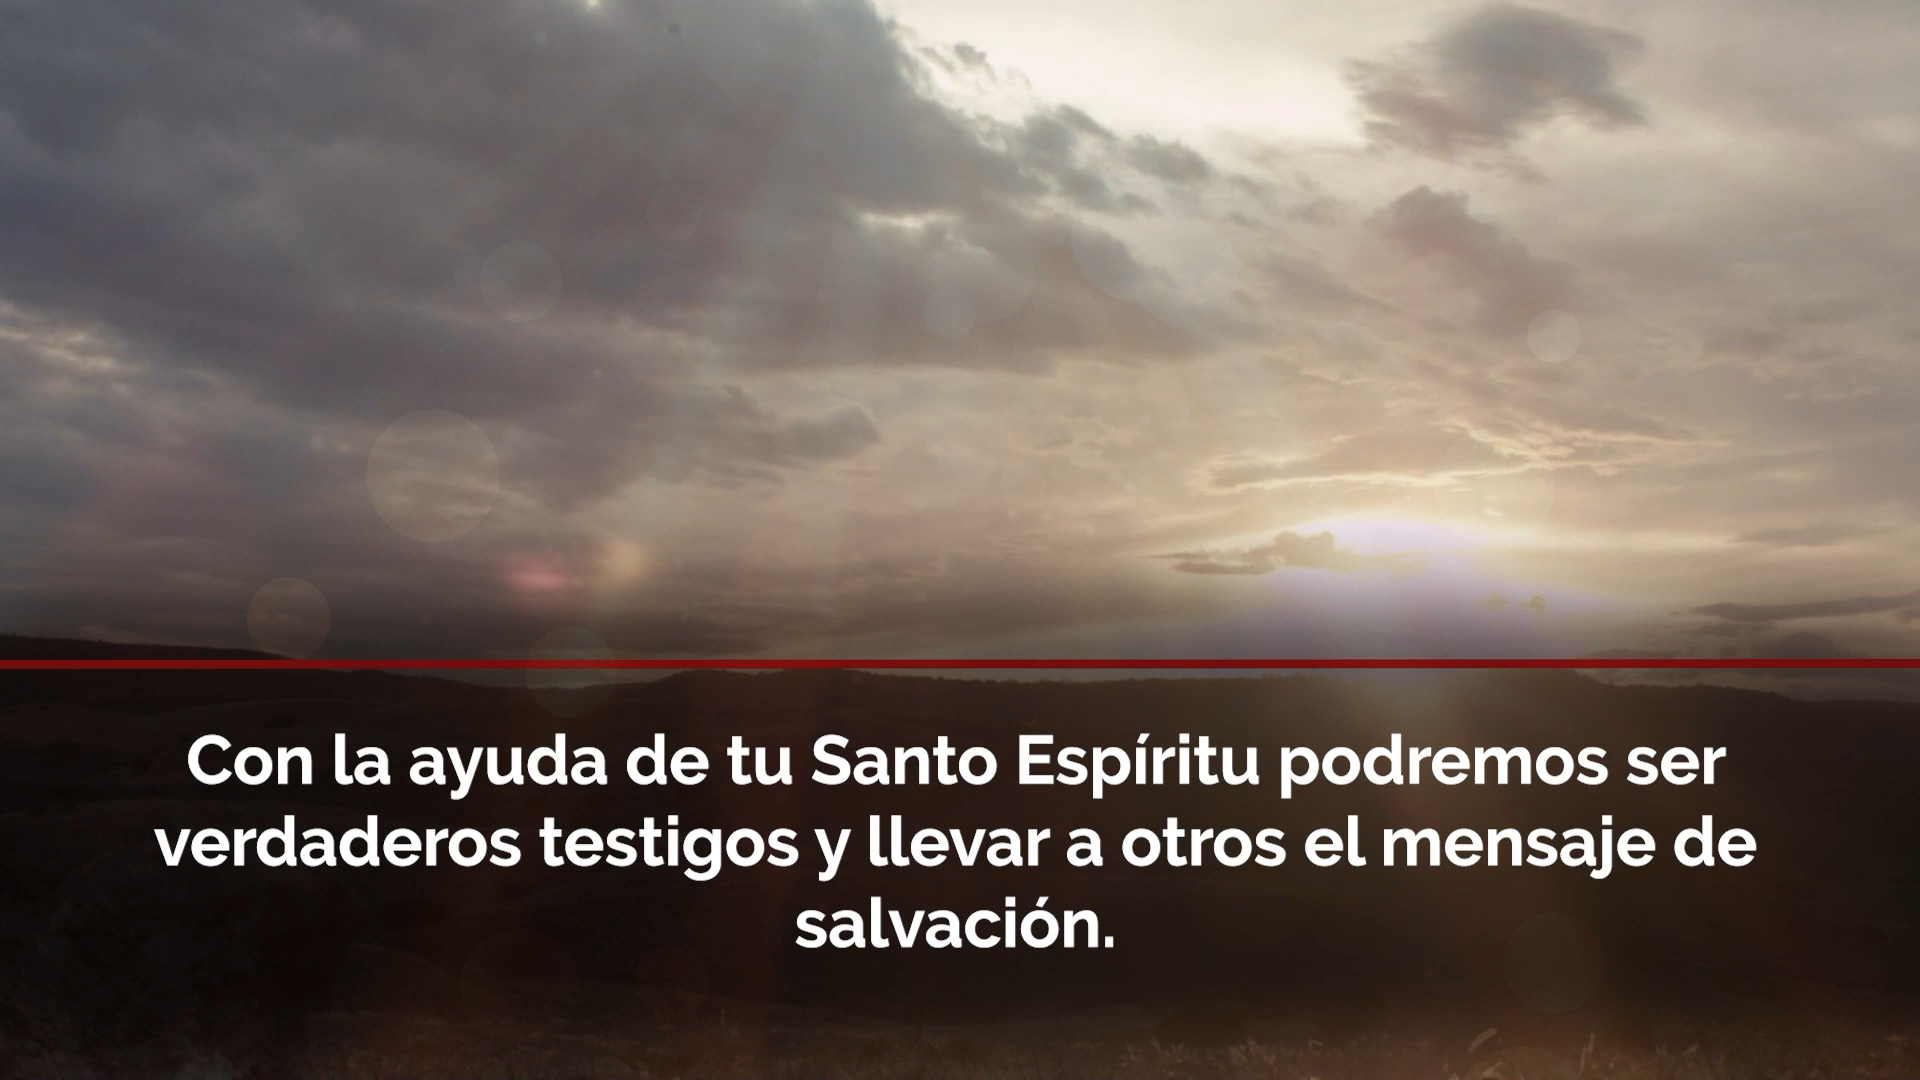 Con la ayuda de tu Santo Espíritu podremos ser
verdaderos testigos y llevar a otros el mensaje de
salvación.